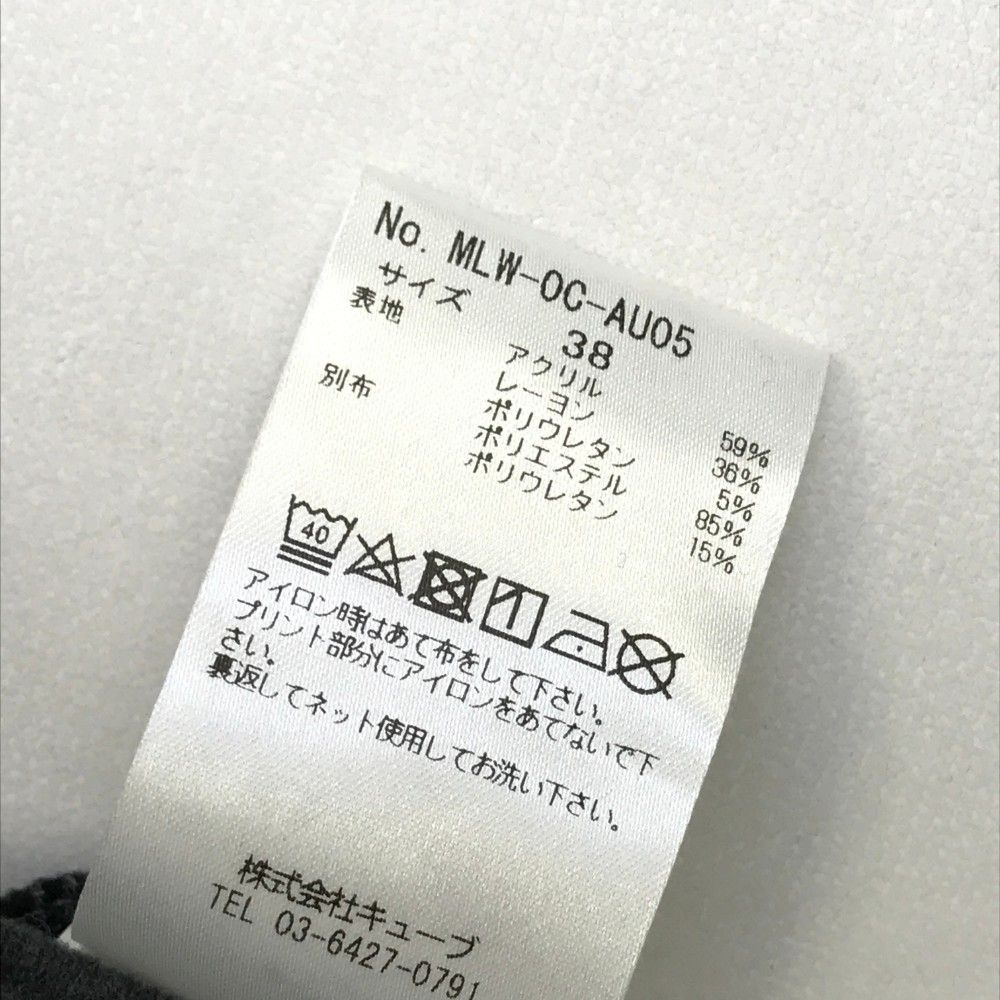 No. MLW-OC-AU05
サイズ 38
表地 アクリル 59%
レーヨン 36%
ポリウレタン 5%
別布 ポリエステル 85%
ポリウレタン 15%
40
アイロン時はあて布をして下さい。
プリント部分にアイロンをあてないで下
さい。
裏返してネット使用してお洗い下さい。
株式会社キューブ
TEL 03-6427-0791